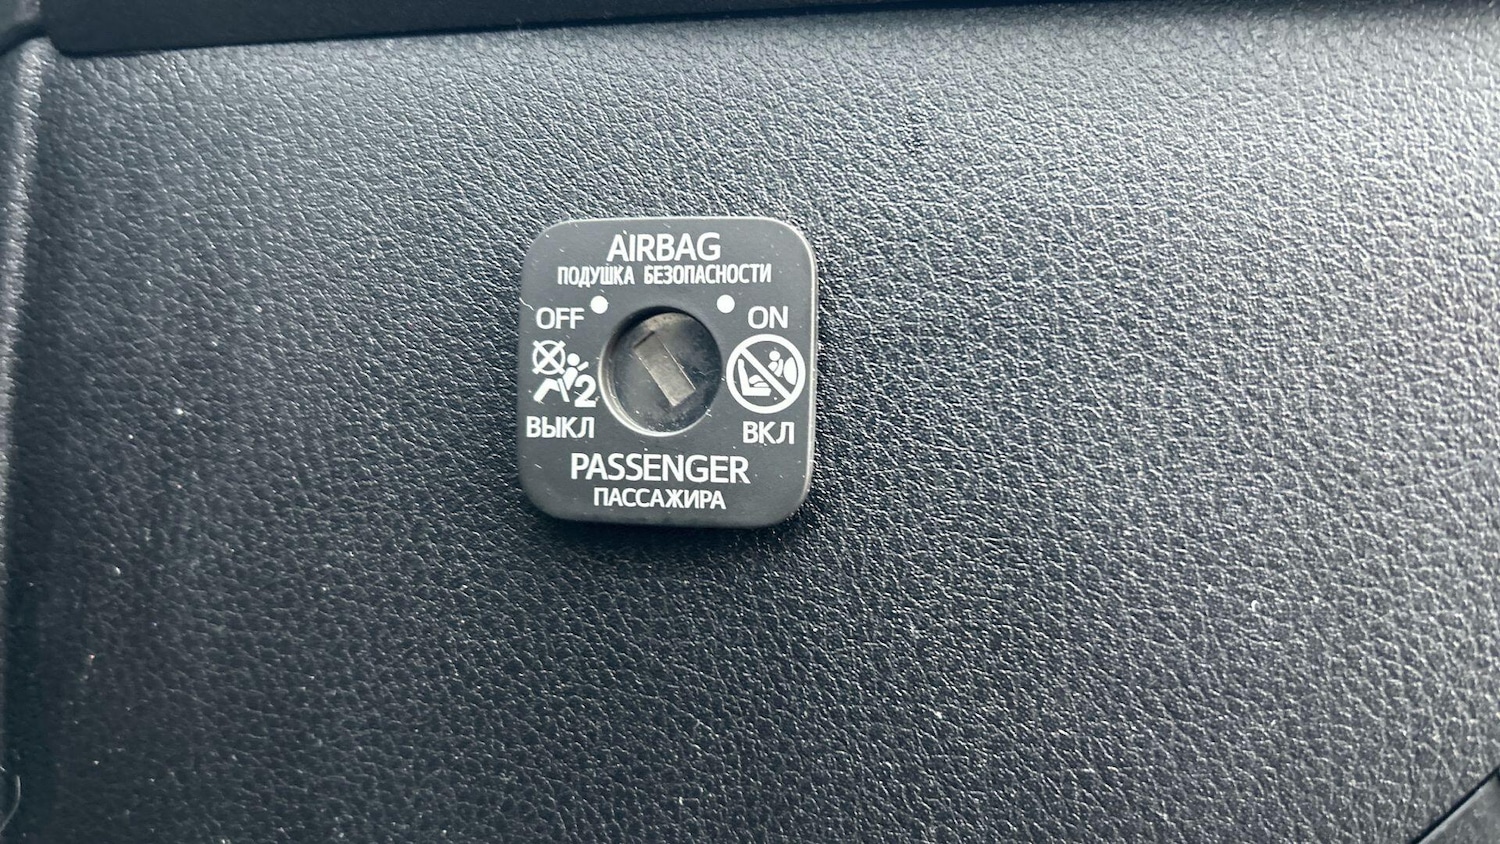 AIRBAG
ПОДУШКА БЕЗОПАСНОСТИ
OFF ON
2
ВЫКЛ ВКЛ
PASSENGER
ПАССАЖИРА